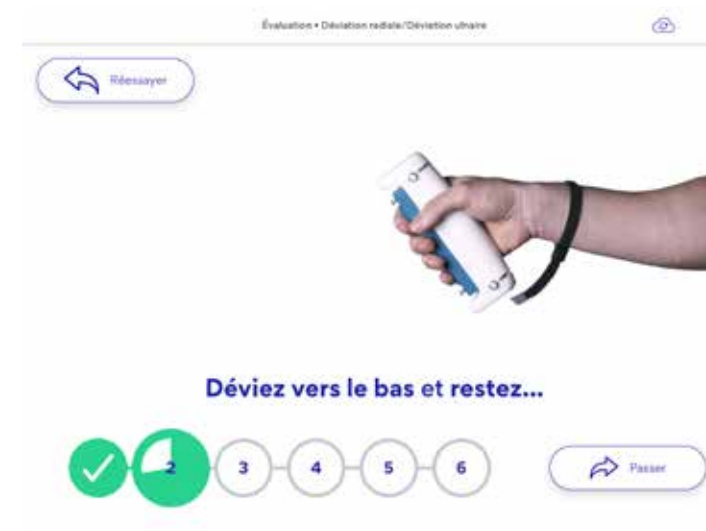 Évaluation • Déviation radiale/Déviation ulnaire
Réessayer
Déviez vers le bas et restez...
2 3 4 5 6
Passer